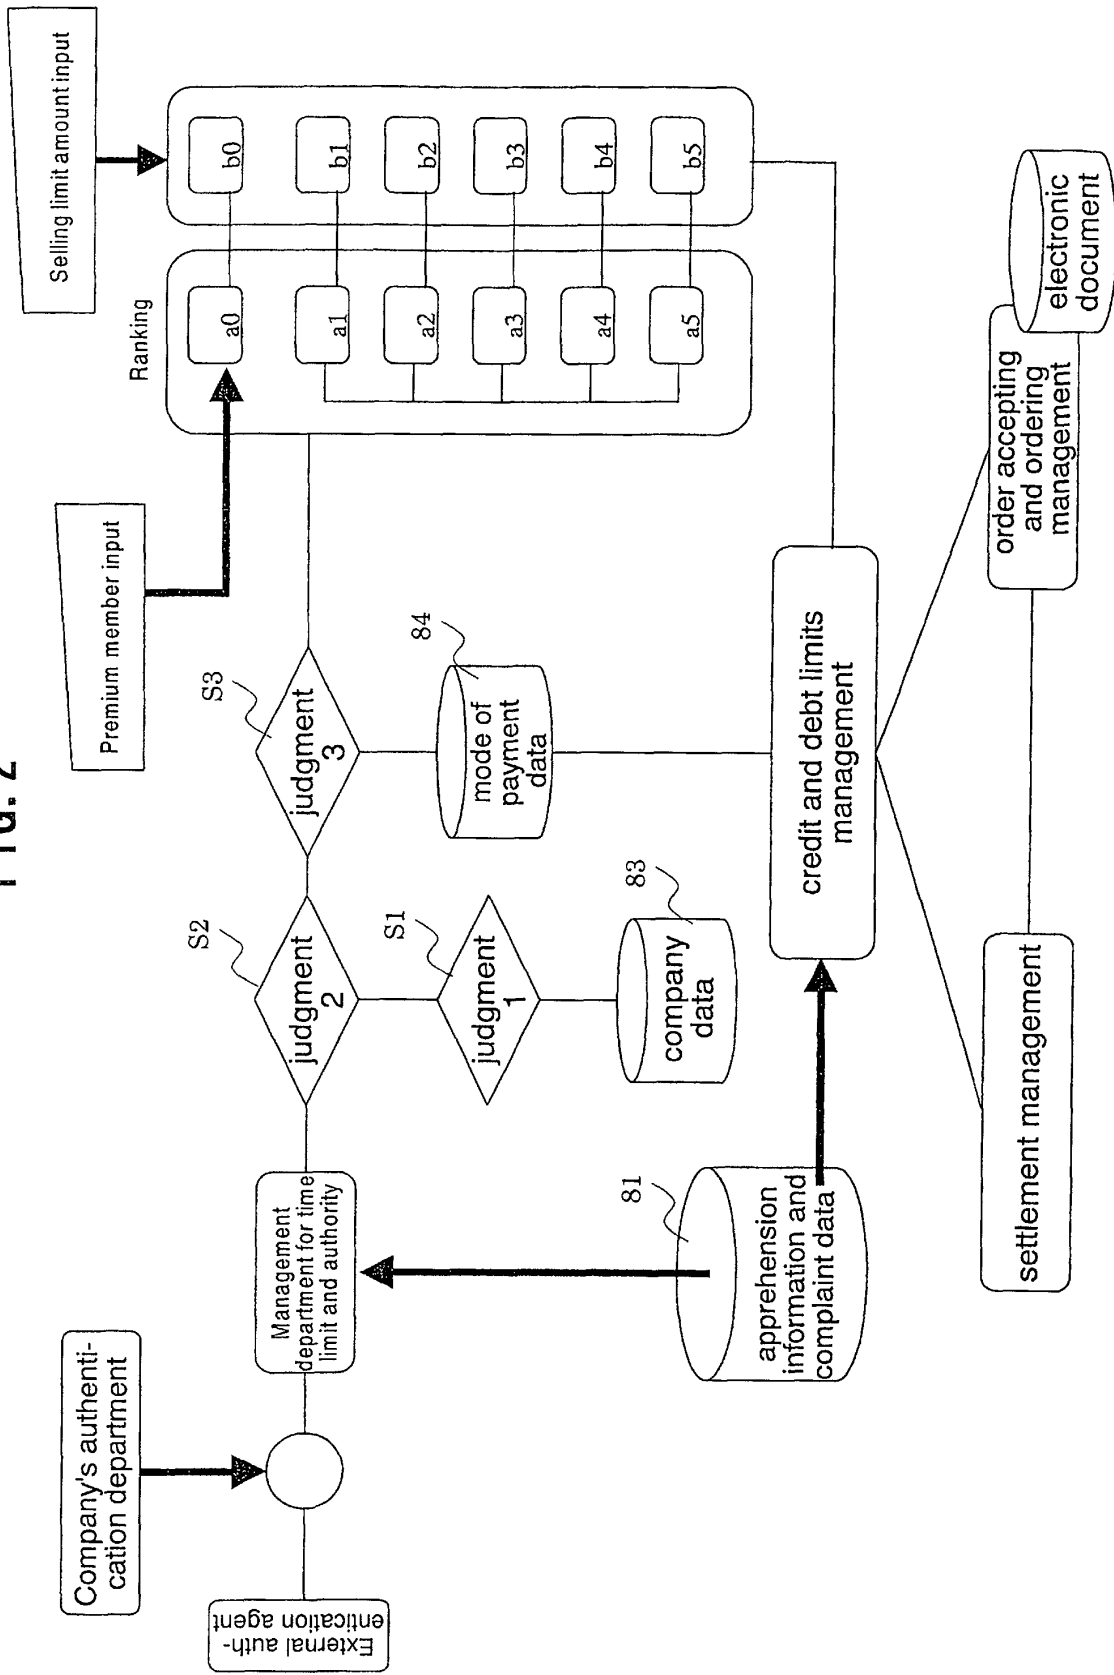 FIG. 2
Company's authenti-
cation department
External auth-
entication agent
Management
department for time
limit and authority
81
apprehension
information and
complaint data
S2
judgment
2
S1
judgment
1
83
company
data
S3
judgment
3
84
mode of
payment
data
Premium member input
Selling limit amount input
Ranking
a0
a1
a2
a3
a4
a5
b0
b1
b2
b3
b4
b5
credit and debt limits
management
settlement management
order accepting
and ordering
management
electronic
document